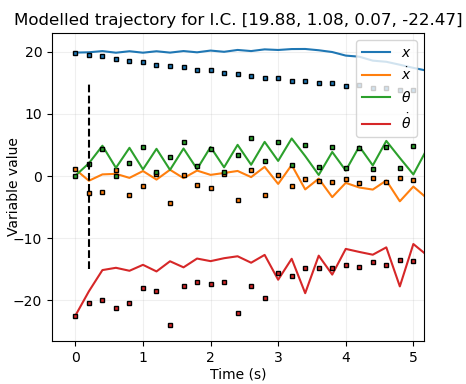 Modelled trajectory for I.C. [19.88, 1.08, 0.07, -22.47]
Variable value
20
10
0
−10
−20
x
ẋ
θ
θ̇
0
1
2
3
4
5
Time (s)